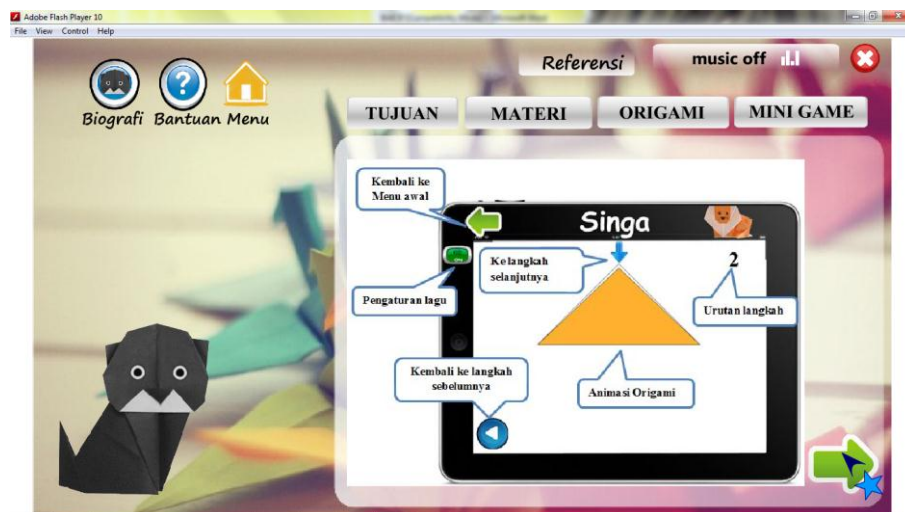 Adobe Flash Player 10
File View Control Help
Referensi
music off
Biografi Bantuan Menu
TUJUAN MATERI ORIGAMI MINI GAME
Kembali ke
Menu awal
Singa
Ke langkah
selanjutnya
2
Pengaturan lagu
Urutan langkah
Kembali ke langkah
sebelumnya
Animasi Origami